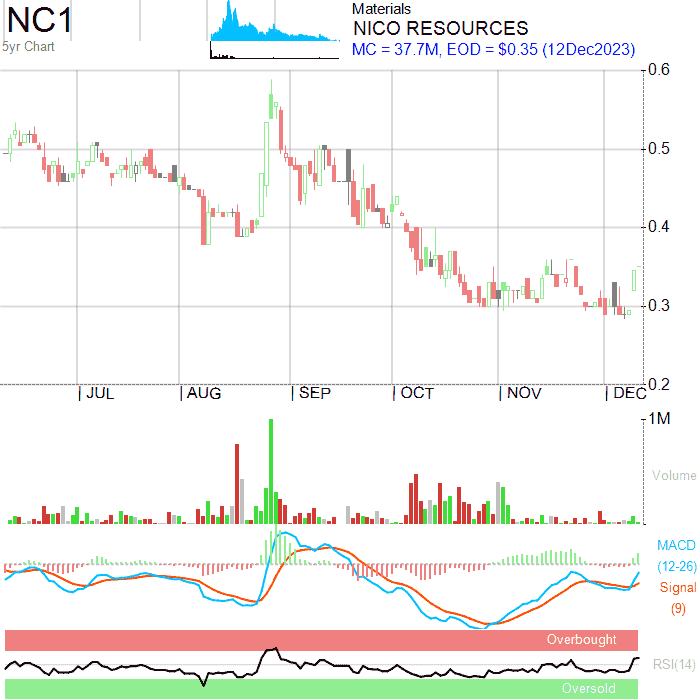 NC1
5yr Chart
Materials
NICO RESOURCES
MC = 37.7M, EOD = $0.35 (12Dec2023)
0.6
0.5
0.4
0.3
0.2
JUL
AUG
SEP
OCT
NOV
DEC
1M
Volume
MACD
(12-26)
Signal
(9)
Overbought
RSI(14)
Oversold